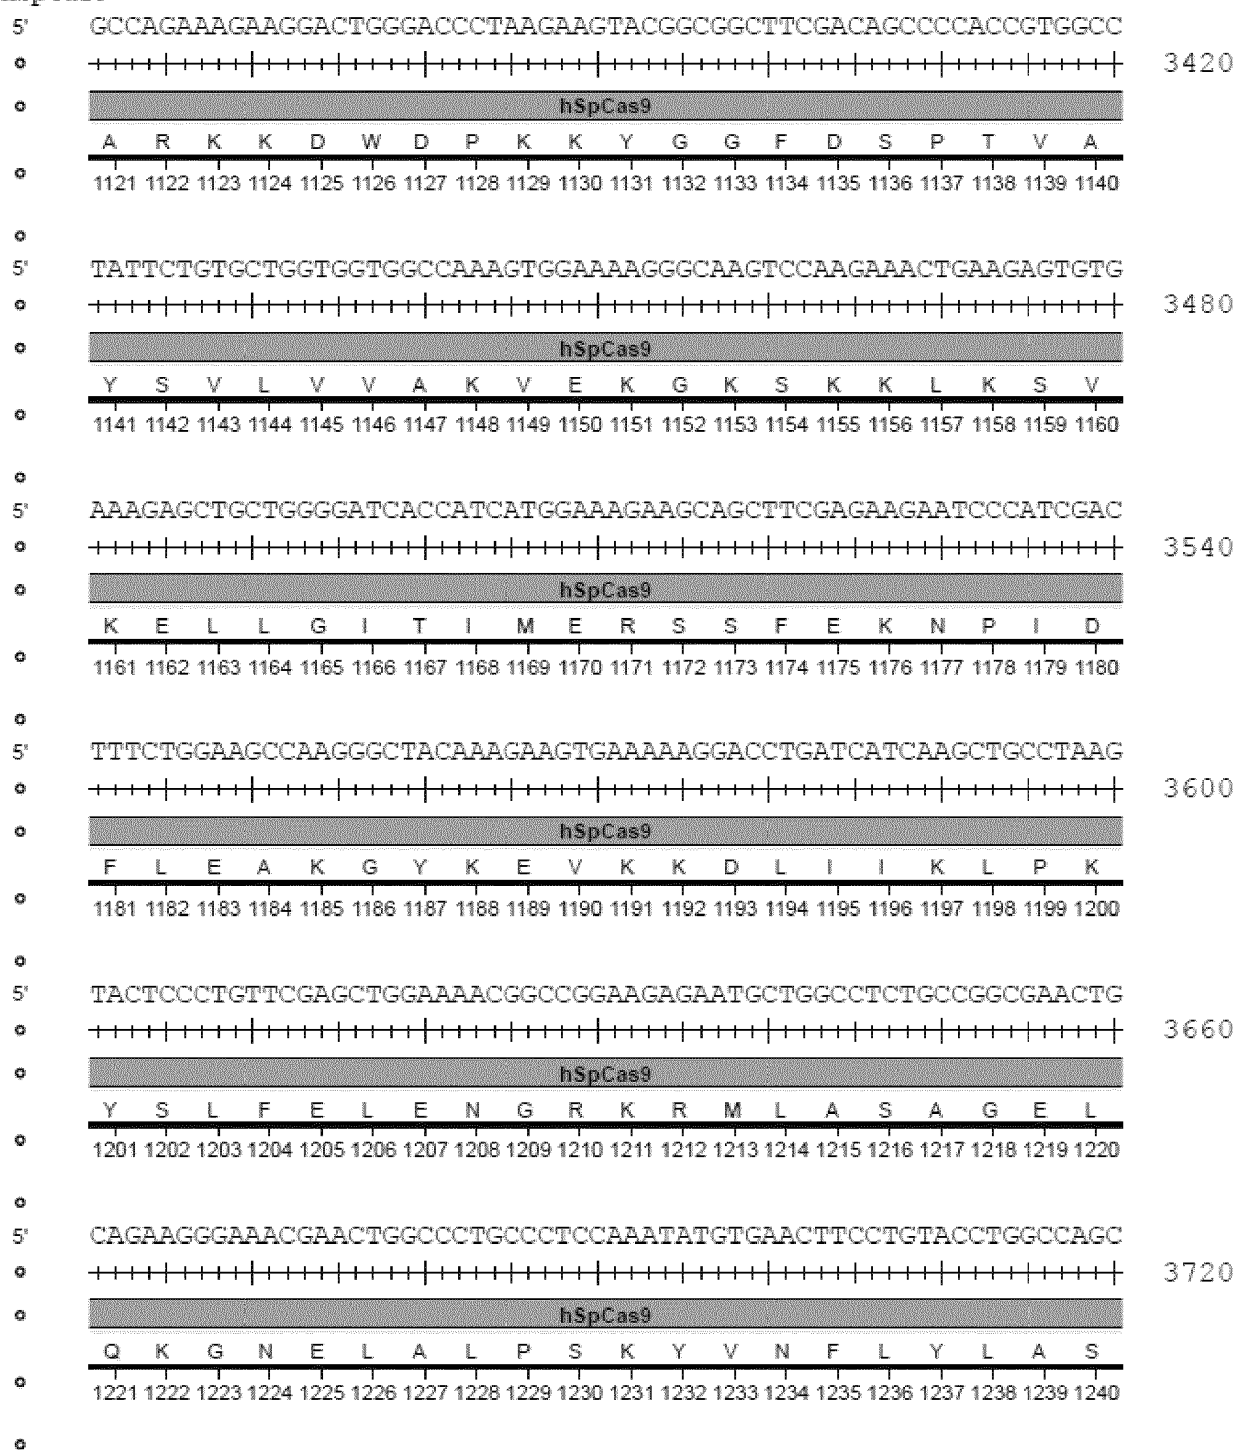 5' GCCAGAAAGAAGGACTGGGACCCTAAGAAGTACGGCGGCTTCGACAGCCCCACCGTGGCC
3420
hSpCas9
A R K K D W D P K K Y G G F D S P T V A
1121 1122 1123 1124 1125 1126 1127 1128 1129 1130 1131 1132 1133 1134 1135 1136 1137 1138 1139 1140
5' TATTCTGTGCTGGTGGTGGCCAAAGTGGAAAAGGGCAAGTCCAAGAAACTGAAGAGTGTG
3480
hSpCas9
Y S V L V V A K V E K G K S K K L K S V
1141 1142 1143 1144 1145 1146 1147 1148 1149 1150 1151 1152 1153 1154 1155 1156 1157 1158 1159 1160
5' AAAGAGCTGCTGGGGATCACCATCATGGAAAGAAGCAGCTTCGAGAAGAATCCCATCGAC
3540
hSpCas9
K E L L G I T I M E R S S F E K N P I D
1161 1162 1163 1164 1165 1166 1167 1168 1169 1170 1171 1172 1173 1174 1175 1176 1177 1178 1179 1180
5' TTTCTGGAAGCCAAGGGCTACAAAGAAGTGAAAAAGGACCTGATCATCAAGCTGCCTAAG
3600
hSpCas9
F L E A K G Y K E V K K D L I I K L P K
1181 1182 1183 1184 1185 1186 1187 1188 1189 1190 1191 1192 1193 1194 1195 1196 1197 1198 1199 1200
5' TACTCCCTGTTCGAGCTGGAAAACGGCCGGAAGAGAATGCTGGCCTCTGCCGGCGAACTG
3660
hSpCas9
Y S L F E L E N G R K R M L A S A G E L
1201 1202 1203 1204 1205 1206 1207 1208 1209 1210 1211 1212 1213 1214 1215 1216 1217 1218 1219 1220
5' CAGAAGGGAAACGAACTGGCCCTGCCCTCCAAATATGTGAACTTCCTGTACCTGGCCAGC
3720
hSpCas9
Q K G N E L A L P S K Y V N F L Y L A S
1221 1222 1223 1224 1225 1226 1227 1228 1229 1230 1231 1232 1233 1234 1235 1236 1237 1238 1239 1240